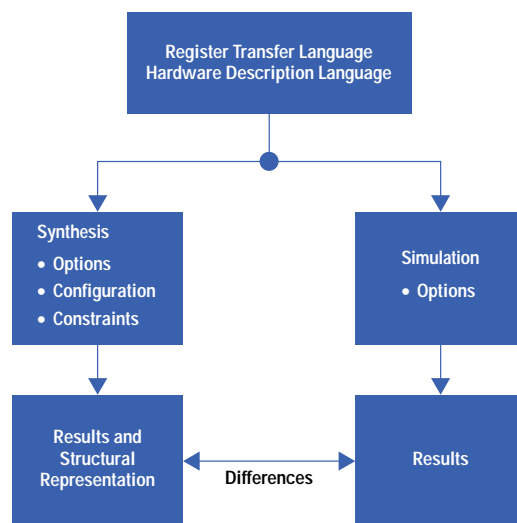 Register Transfer Language
Hardware Description Language
Synthesis
• Options
• Configuration
• Constraints
Simulation
• Options
Results and
Structural
Representation
Differences
Results